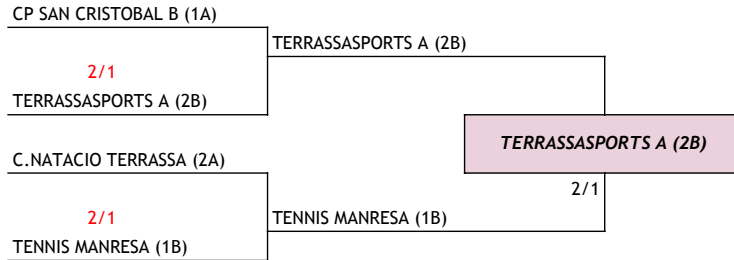 CP SAN CRISTOBAL B (1A)
TERRASSASPORTS A (2B)
2/1
TERRASSASPORTS A (2B)
TERRASSASPORTS A (2B)
C.NATACIO TERRASSA (2A)
2/1
2/1
TENNIS MANRESA (1B)
TENNIS MANRESA (1B)